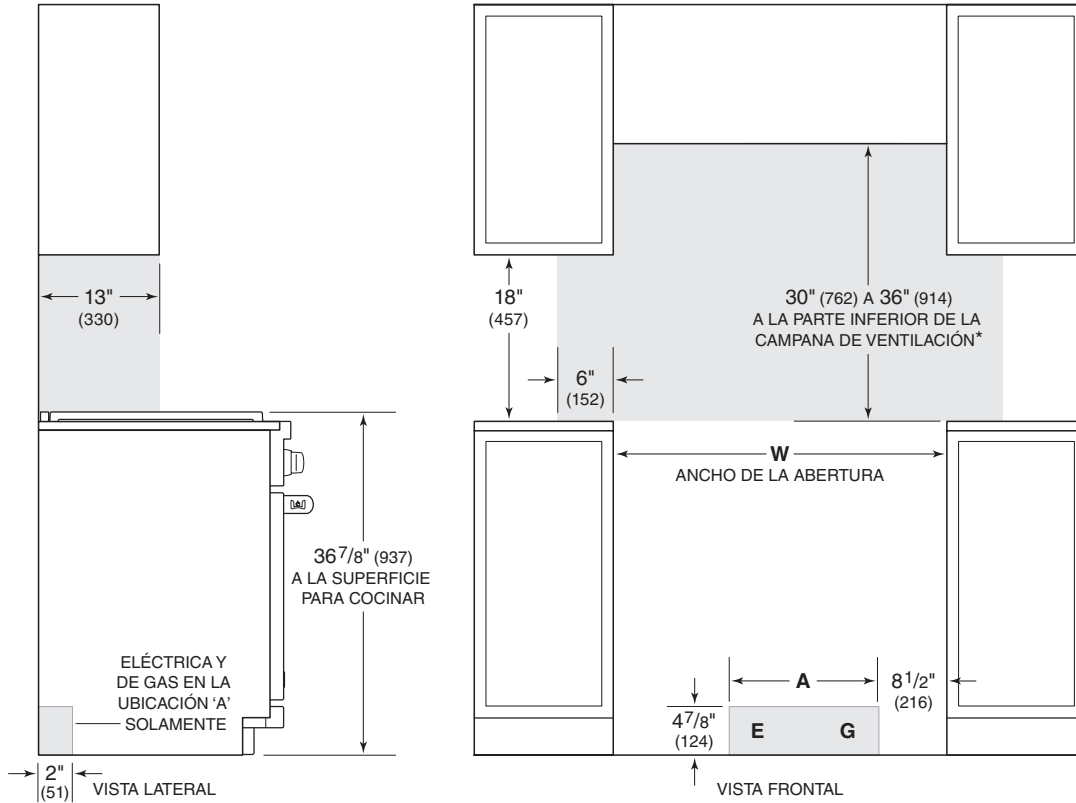 13"
(330)
36 7/8" (937)
A LA SUPERFICIE
PARA COCINAR
ELÉCTRICA Y
DE GAS EN LA
UBICACIÓN ‘A’
SOLAMENTE
2"
(51)
VISTA LATERAL
18"
(457)
30" (762) A 36" (914)
A LA PARTE INFERIOR DE LA
CAMPANA DE VENTILACIÓN*
6"
(152)
W
ANCHO DE LA ABERTURA
A
8 1/2"
(216)
4 7/8"
(124)
E G
VISTA FRONTAL